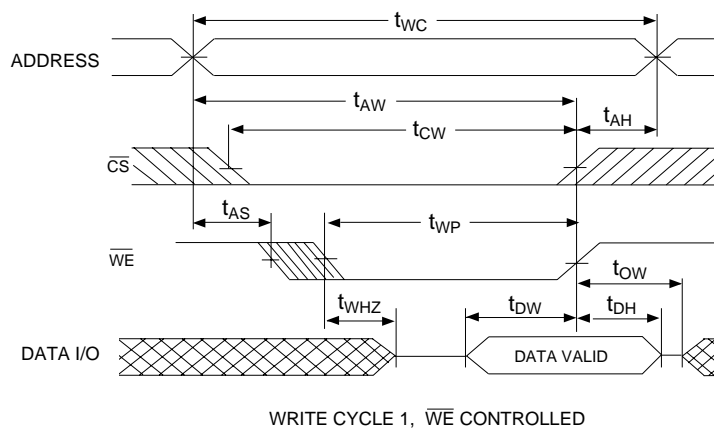 tWC
ADDRESS
tAW
tCW
tAH
CS
tAS
tWP
WE
tOW
tWHZ
tDW
tDH
DATA I/O
DATA VALID
WRITE CYCLE 1, WE CONTROLLED